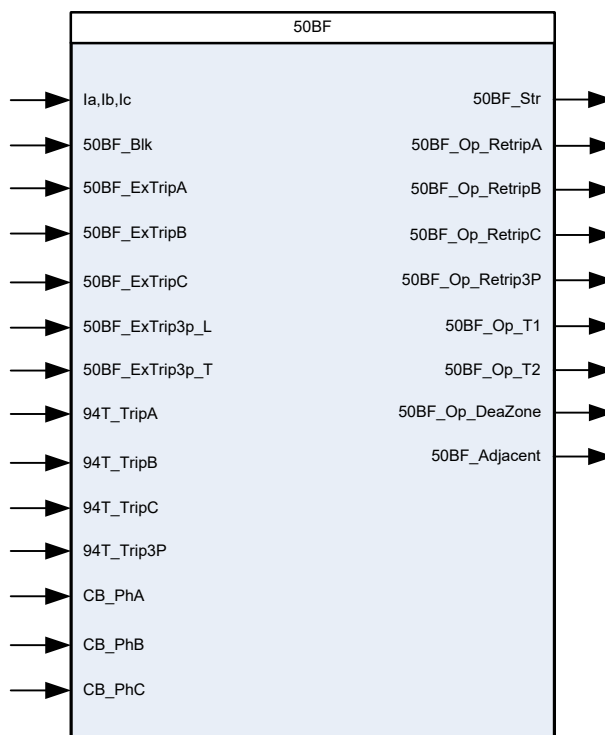 50BF
Ia,Ib,Ic
50BF_Str
50BF_Blk
50BF_Op_RetripA
50BF_ExTripA
50BF_Op_RetripB
50BF_ExTripB
50BF_Op_RetripC
50BF_ExTripC
50BF_Op_Retrip3P
50BF_ExTrip3p_L
50BF_Op_T1
50BF_ExTrip3p_T
50BF_Op_T2
94T_TripA
50BF_Op_DeaZone
94T_TripB
50BF_Adjacent
94T_TripC
94T_Trip3P
CB_PhA
CB_PhB
CB_PhC